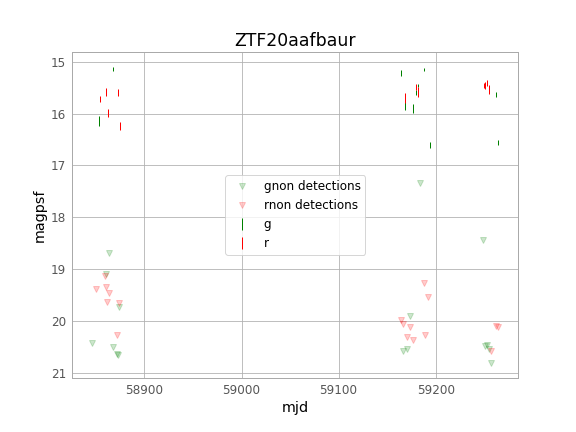 ZTF20aafbaur
15
16
17
18
19
20
21
magpsf
gnon detections
rnon detections
g
r
58900 59000 59100 59200
mjd